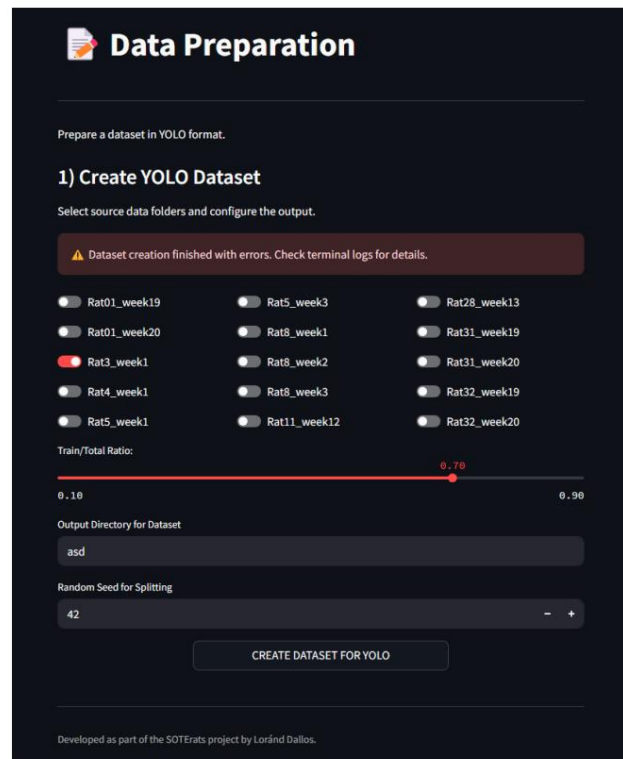 Data Preparation
Prepare a dataset in YOLO format.
1) Create YOLO Dataset
Select source data folders and configure the output.
Dataset creation finished with errors. Check terminal logs for details.
Rat01_week19 Rat5_week3 Rat28_week13
Rat01_week20 Rat8_week1 Rat31_week19
Rat3_week1 Rat8_week2 Rat31_week20
Rat4_week1 Rat8_week3 Rat32_week19
Rat5_week1 Rat11_week12 Rat32_week20
Train/Total Ratio:
0.70
0.10 0.90
Output Directory for Dataset
asd
Random Seed for Splitting
42 − +
CREATE DATASET FOR YOLO
Developed as part of the SOTErats project by Loránd Dallos.